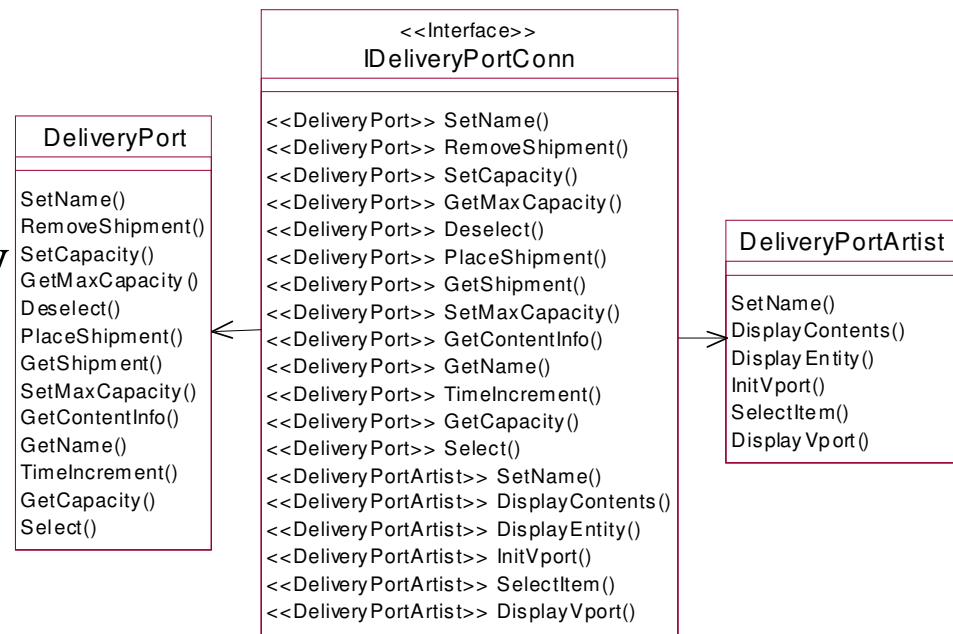 <<Interface>>
IDeliveryPortConn
<<DeliveryPort>> SetName()
<<DeliveryPort>> RemoveShipment()
<<DeliveryPort>> SetCapacity()
<<DeliveryPort>> GetMaxCapacity()
<<DeliveryPort>> Deselect()
<<DeliveryPort>> PlaceShipment()
<<DeliveryPort>> GetShipment()
<<DeliveryPort>> SetMaxCapacity()
<<DeliveryPort>> GetContentInfo()
<<DeliveryPort>> GetName()
<<DeliveryPort>> TimeIncrement()
<<DeliveryPort>> GetCapacity()
<<DeliveryPort>> Select()
<<DeliveryPortArtist>> SetName()
<<DeliveryPortArtist>> DisplayContents()
<<DeliveryPortArtist>> DisplayEntity()
<<DeliveryPortArtist>> InitVport()
<<DeliveryPortArtist>> SelectItem()
<<DeliveryPortArtist>> DisplayVport()
DeliveryPort
SetName()
RemoveShipment()
SetCapacity()
GetMaxCapacity()
Deselect()
PlaceShipment()
GetShipment()
SetMaxCapacity()
GetContentInfo()
GetName()
TimeIncrement()
GetCapacity()
Select()
DeliveryPortArtist
SetName()
DisplayContents()
DisplayEntity()
InitVport()
SelectItem()
DisplayVport()